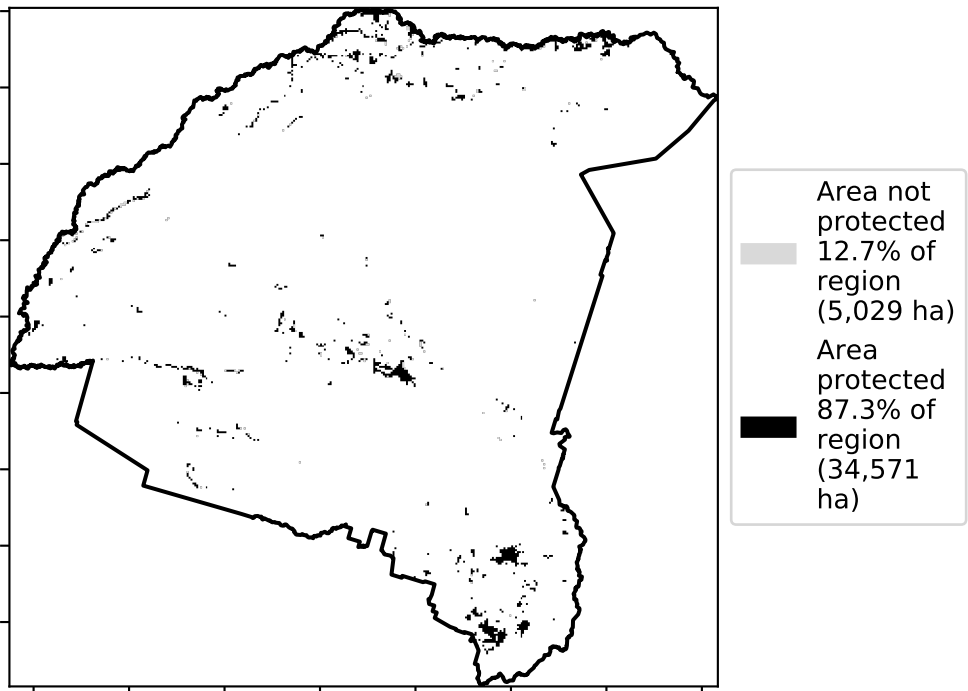 Area not
protected
12.7% of
region
(5,029 ha)
Area
protected
87.3% of
region
(34,571
ha)